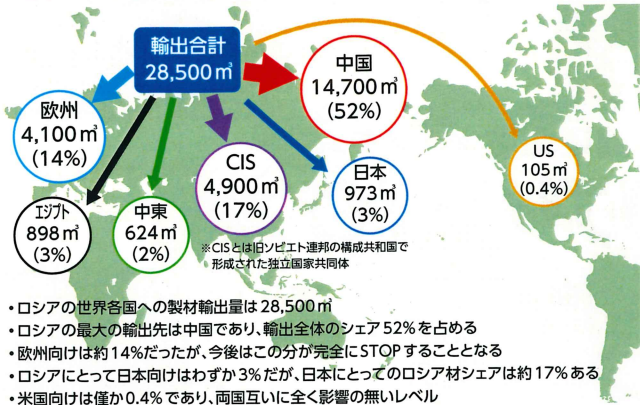 輸出合計
28,500㎥
中国
14,700㎥
(52%)
欧州
4,100㎥
(14%)
US
105㎥
(0.4%)
CIS
4,900㎥
(17%)
日本
973㎥
(3%)
エジプト
898㎥
(3%)
中東
624㎥
(2%)
※CISとは旧ソビエト連邦の構成共和国で
形成された独立国家共同体
・ロシアの世界各国への製材輸出量は28,500㎥
・ロシアの最大の輸出先は中国であり、輸出全体のシェア52%を占める
・欧州向けは約14%だったが、今後はこの分が完全にSTOPすることとなる
・ロシアにとって日本向けはわずか3%だが、日本にとってのロシア材シェアは約17%ある
・米国向けは僅か0.4%であり、両国互いに全く影響の無いレベル